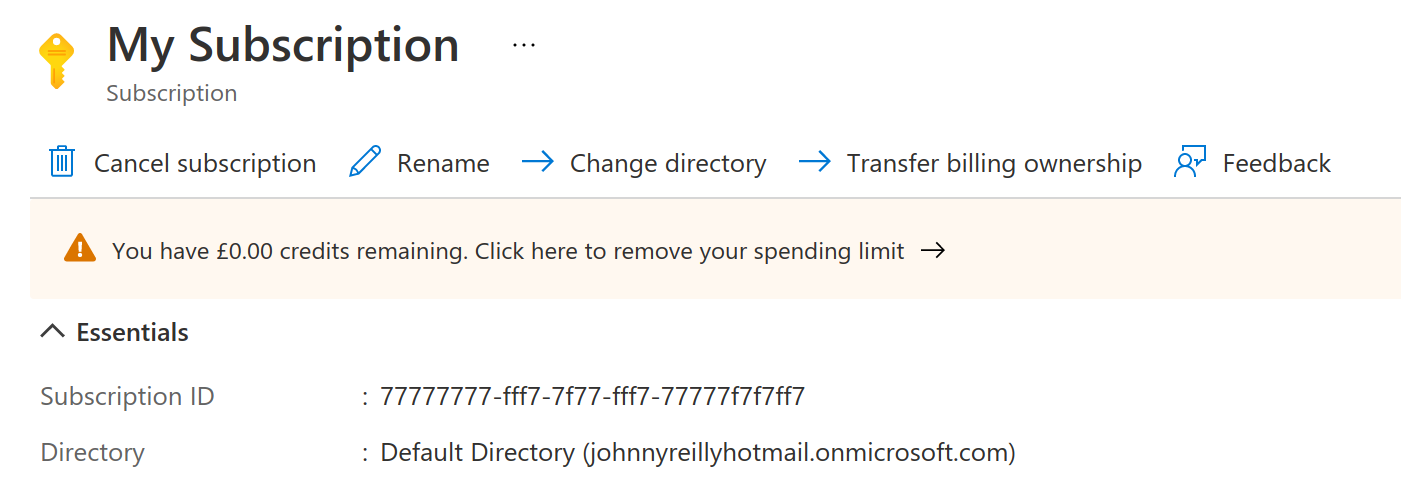 My Subscription ...
Subscription
Cancel subscription Rename Change directory Transfer billing ownership Feedback
You have £0.00 credits remaining. Click here to remove your spending limit →
Essentials
Subscription ID : 77777777-fff7-7f77-fff7-77777f7f7ff7
Directory : Default Directory (johnnyreillyhotmail.onmicrosoft.com)